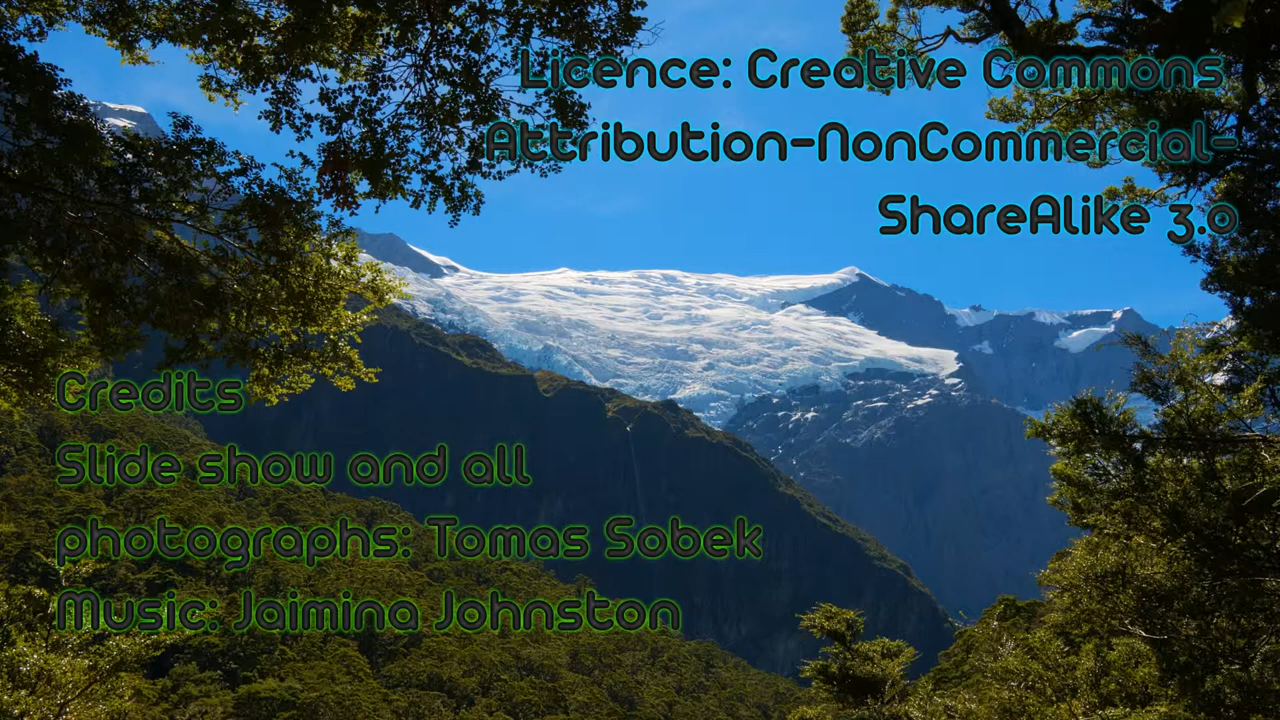 Licence: Creative Commons
Attribution-NonCommercial-
ShareAlike 3.0
Credits
Slide show and all
photographs: Tomas Sobek
Music: Jaimina Johnston